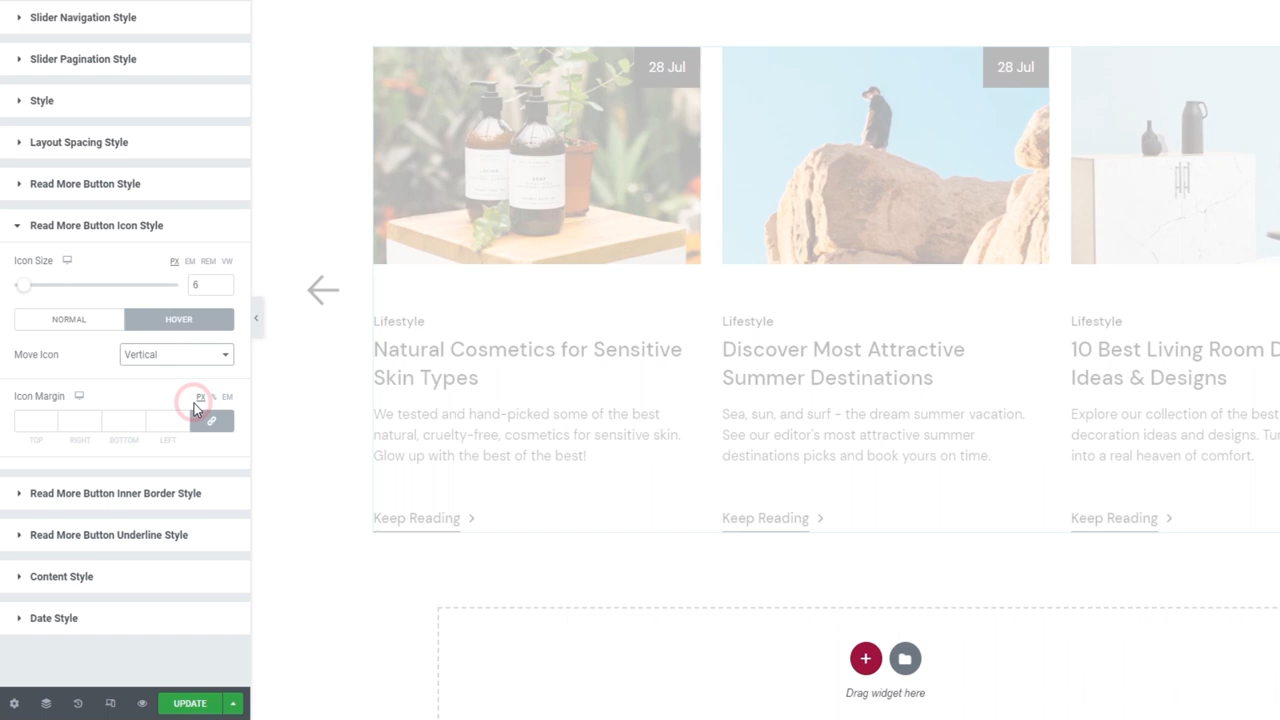 Slider Navigation Style
Slider Pagination Style
Style
Layout Spacing Style
Read More Button Style
Read More Button Icon Style
Icon Size PX EM REM VW
6
NORMAL HOVER
Move Icon Vertical
Icon Margin PX % EM
TOP RIGHT BOTTOM LEFT
Read More Button Inner Border Style
Read More Button Underline Style
Content Style
Date Style
UPDATE
28 Jul
Lifestyle
Natural Cosmetics for Sensitive
Skin Types
We tested and hand-picked some of the best
natural, cruelty-free, cosmetics for sensitive skin.
Glow up with the best of the best!
Keep Reading
28 Jul
Lifestyle
Discover Most Attractive
Summer Destinations
Sea, sun, and surf – the dream summer vacation.
See our editor's most attractive summer
destinations picks and book yours on time.
Keep Reading
Lifestyle
10 Best Living Room D
Ideas & Designs
Explore our collection of the best
decoration ideas and designs. Tu
into a real heaven of comfort.
Keep Reading
Drag widget here